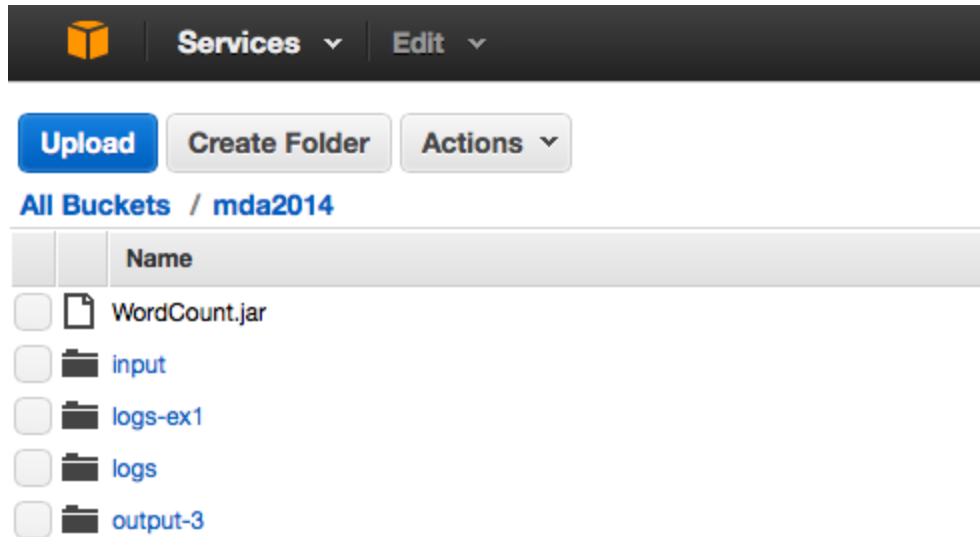 Services Edit
Upload Create Folder Actions
All Buckets / mda2014
Name
WordCount.jar
input
logs-ex1
logs
output-3